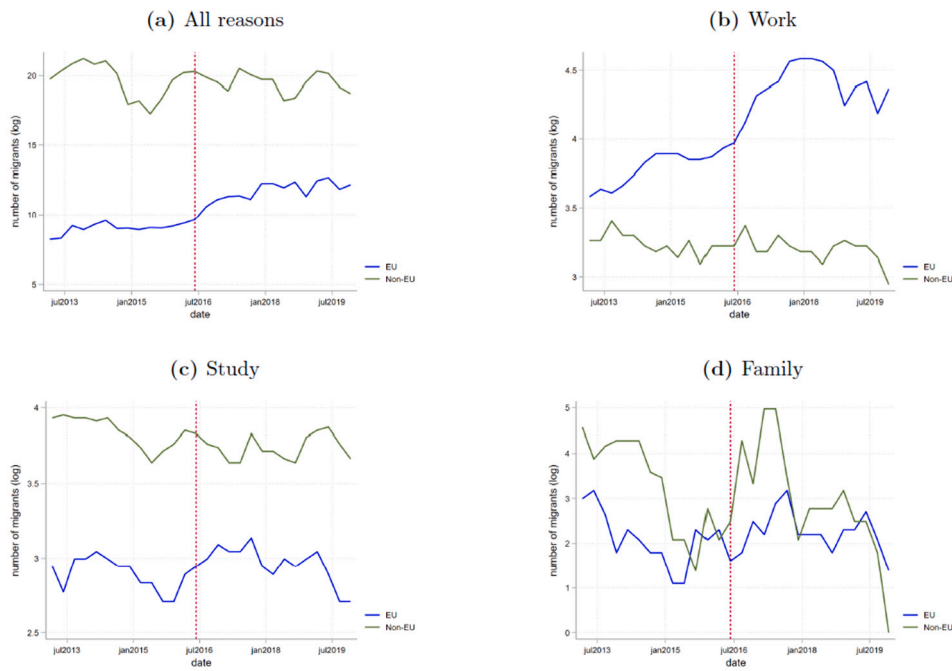 (a) All reasons
number of migrants (log)
20
15
10
5
jul2013
jan2015
jul2016
jan2018
jul2019
date
EU
Non-EU
(b) Work
number of migrants (log)
4.5
4
3.5
3
jul2013
jan2015
jul2016
jan2018
jul2019
date
EU
Non-EU
(c) Study
number of migrants (log)
4
3.5
3
2.5
jul2013
jan2015
jul2016
jan2018
jul2019
date
EU
Non-EU
(d) Family
number of migrants (log)
5
4
3
2
1
0
jul2013
jan2015
jul2016
jan2018
jul2019
date
EU
Non-EU